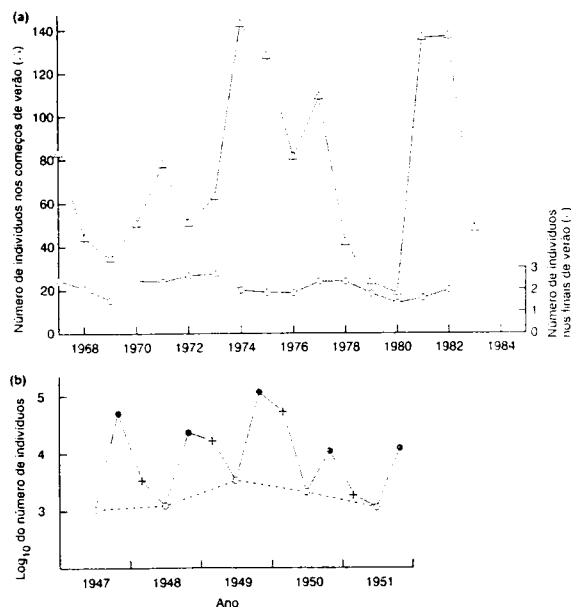 (a)
Número de indivíduos nos começos de verão
140
120
100
80
60
40
20
0
Número de indivíduos
nos finais de verão
3
2
1
0
1968 1970 1972 1974 1976 1978 1980 1982 1984
(b)
Log10 do número de indivíduos
5
4
3
1947 1948 1949 1950 1951
Ano